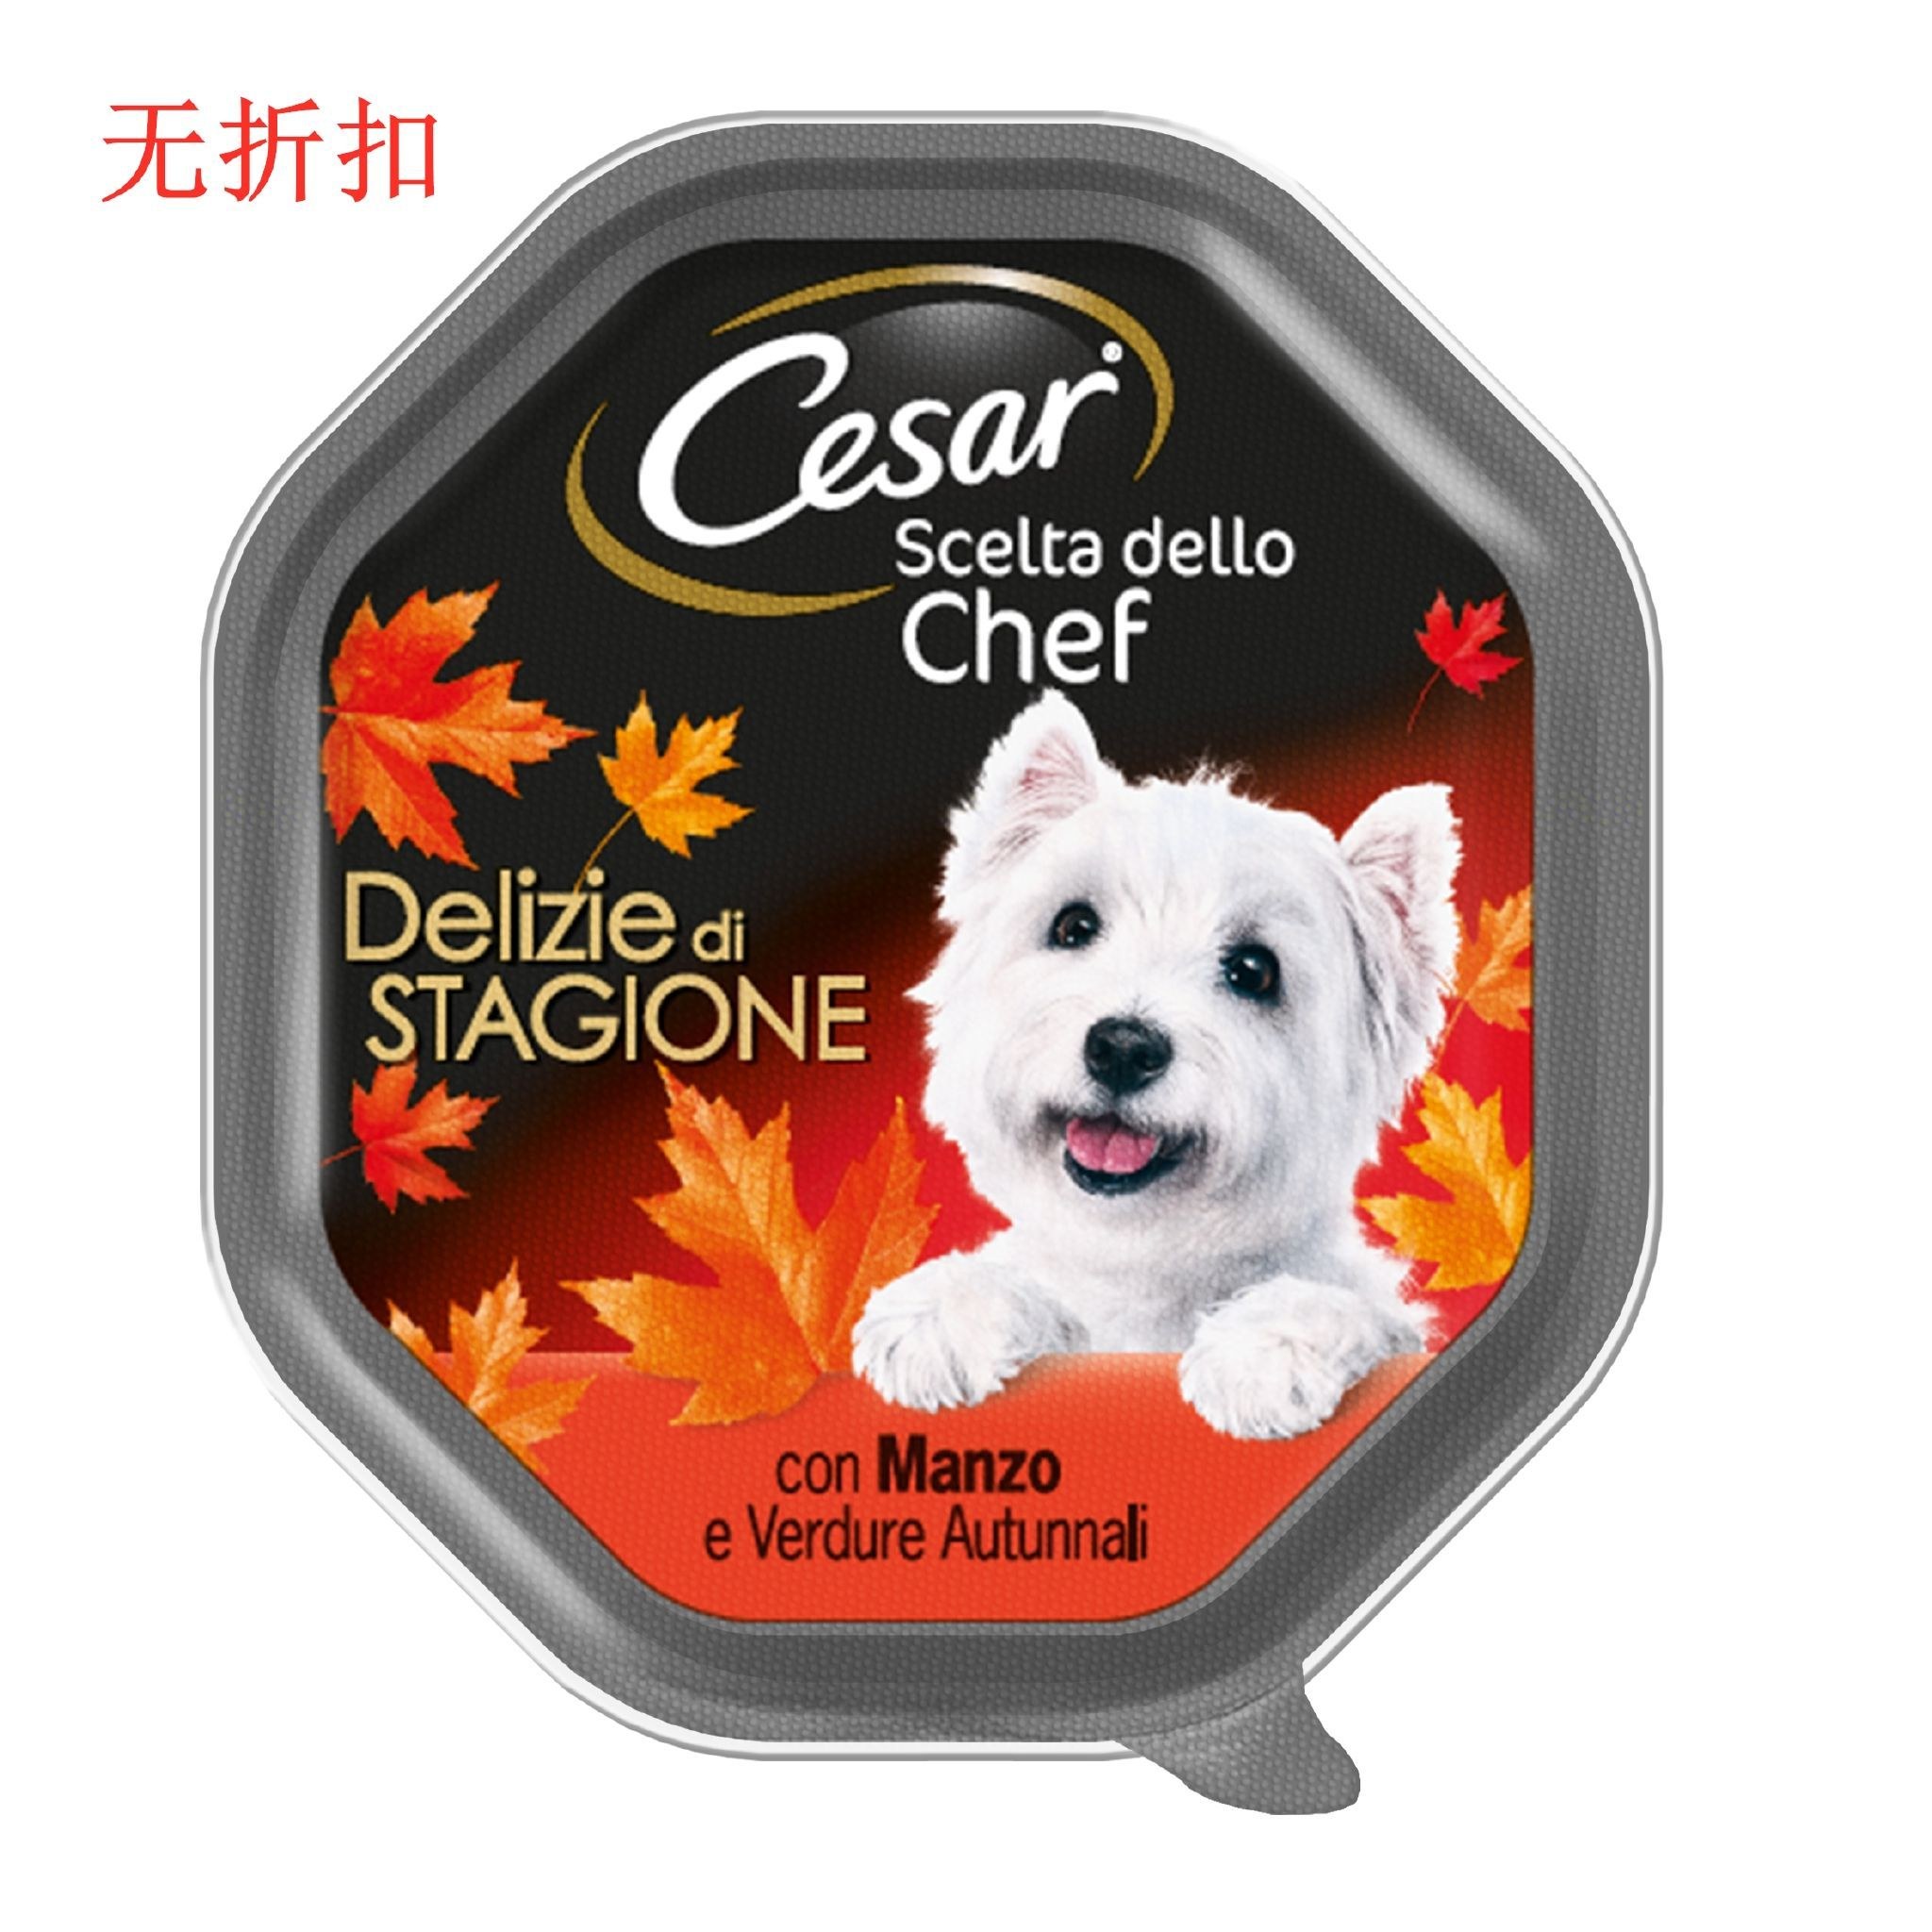 无折扣
Cesar®
Scelta dello
Chef
Delizie di
STAGIONE
con Manzo
e Verdure Autunnali